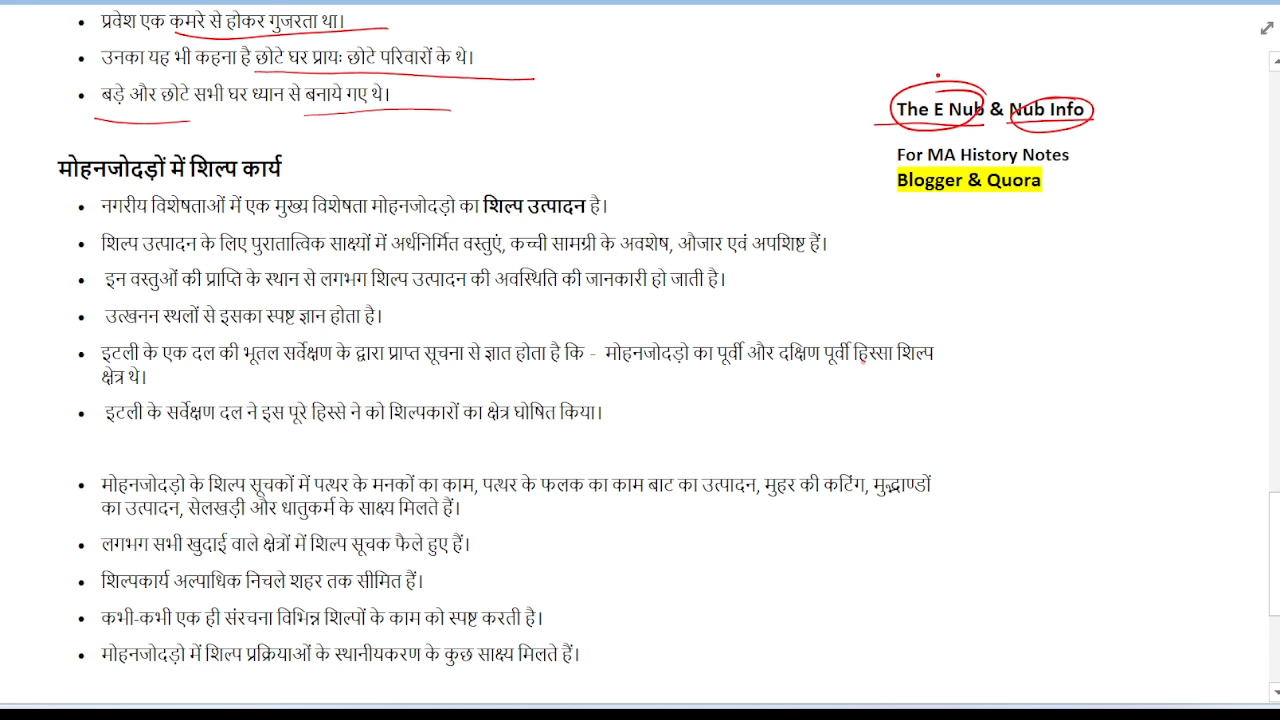 प्रवेश एक कमरे से होकर गुजरता था।
उनका यह भी कहना है छोटे घर प्रायः छोटे परिवारों के थे।
बड़े और छोटे सभी घर ध्यान से बनाये गए थे।
The E Nub & Nub Info
For MA History Notes
Blogger & Quora
मोहनजोदड़ों में शिल्प कार्य
नगरीय विशेषताओं में एक मुख्य विशेषता मोहनजोदड़ो का शिल्प उत्पादन है।
शिल्प उत्पादन के लिए पुरातात्विक साक्ष्यों में अर्धनिर्मित वस्तुएं, कच्ची सामग्री के अवशेष, औजार एवं अपशिष्ट हैं।
इन वस्तुओं की प्राप्ति के स्थान से लगभग शिल्प उत्पादन की अवस्थिति की जानकारी हो जाती है।
उत्खनन स्थलों से इसका स्पष्ट ज्ञान होता है।
इटली के एक दल की भूतल सर्वेक्षण के द्वारा प्राप्त सूचना से ज्ञात होता है कि - मोहनजोदड़ो का पूर्वी और दक्षिण पूर्वी हिस्सा शिल्प
क्षेत्र थे।
इटली के सर्वेक्षण दल ने इस पूरे हिस्से ने को शिल्पकारों का क्षेत्र घोषित किया।
मोहनजोदड़ो के शिल्प सूचकों में पत्थर के मनकों का काम, पत्थर के फलक का काम बाट का उत्पादन, मुहर की कटिंग, मुद्भाण्डों
का उत्पादन, सेलखड़ी और धातुकर्म के साक्ष्य मिलते हैं।
लगभग सभी खुदाई वाले क्षेत्रों में शिल्प सूचक फैले हुए हैं।
शिल्पकार्य अल्पाधिक निचले शहर तक सीमित हैं।
कभी-कभी एक ही संरचना विभिन्न शिल्पों के काम को स्पष्ट करती है।
मोहनजोदड़ो में शिल्प प्रक्रियाओं के स्थानीयकरण के कुछ साक्ष्य मिलते हैं।